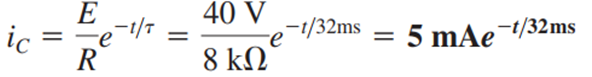 i_C = E/R e^{-t/τ} = 40 V/8 kΩ e^{-t/32ms} = 5 mAe^{-t/32ms}